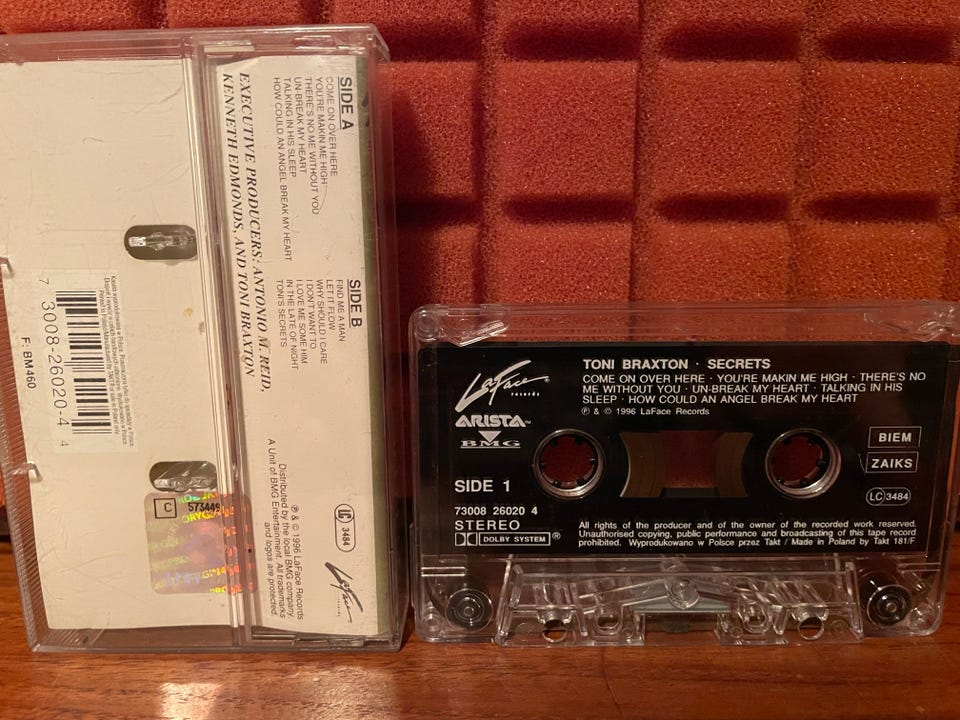 SIDE A
COME ON OVER HERE
YOU'RE MAKIN ME HIGH
THERE'S NO ME WITHOUT YOU
UN-BREAK MY HEART
TALKING IN HIS SLEEP
HOW COULD AN ANGEL BREAK MY HEART
SIDE B
FIND ME A MAN
LET IT FLOW
WHY SHOULD I CARE
I DON'T WANT TO
I LOVE ME SOME HIM
IN THE LATE OF NIGHT
TONI'S SECRETS
EXECUTIVE PRODUCERS: ANTONIO M. REID,
KENNETH EDMONDS, AND TONI BRAXTON
LC 3484
LaFace
records
℗ & © 1996 LaFace Records
Distributed by the local BMG company.
A Unit of BMG Entertainment. All trademarks
and logos are protected.
7 3008-26020-4 4
F: BM 460
C 573449
LaFace
records
ARISTA™
BMG
TONI BRAXTON · SECRETS
COME ON OVER HERE · YOU'RE MAKIN ME HIGH · THERE'S NO
ME WITHOUT YOU · UN-BREAK MY HEART · TALKING IN HIS
SLEEP · HOW COULD AN ANGEL BREAK MY HEART
℗ & © 1996 LaFace Records
BIEM
ZAIKS
LC 3484
SIDE 1
73008 26020 4
STEREO
DOLBY SYSTEM ®
All rights of the producer and of the owner of the recorded work reserved.
Unauthorised copying, public performance and broadcasting of this tape record
prohibited. Wyprodukowano w Polsce przez Takt / Made in Poland by Takt 181/F